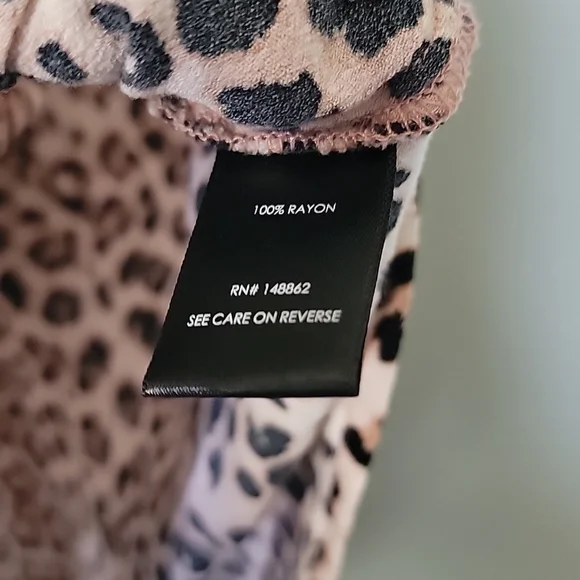 100% RAYON
RN# 148862
SEE CARE ON REVERSE